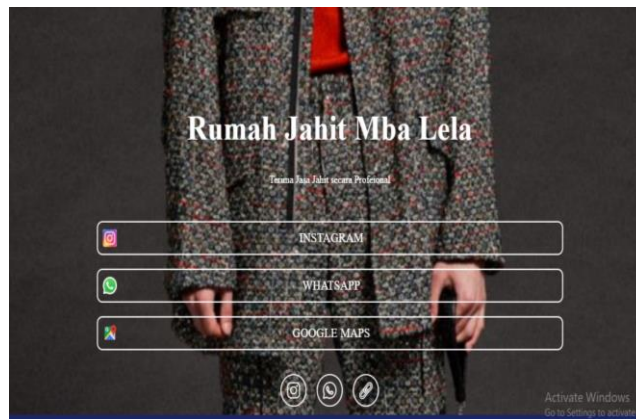 Rumah Jahit Mba Lela
Terima Jasa Jahit secara Profesional
INSTAGRAM
WHATSAPP
GOOGLE MAPS
Activate Windows
Go to Settings to activate